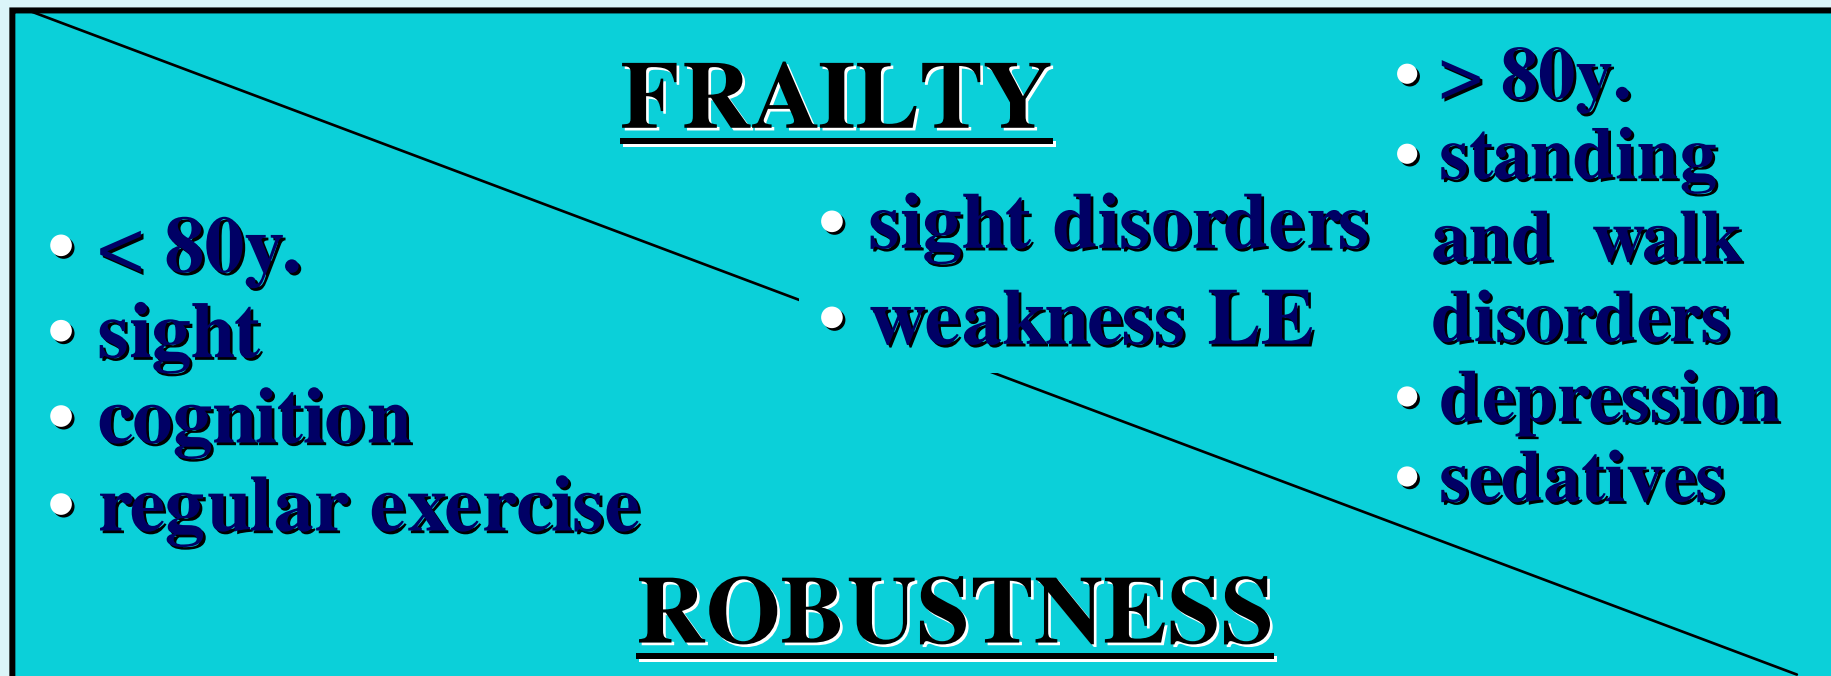 FRAILTY
• > 80y.
• standing
and walk
disorders
• depression
• sedatives
• sight disorders
• weakness LE
• < 80y.
• sight
• cognition
• regular exercise
ROBUSTNESS